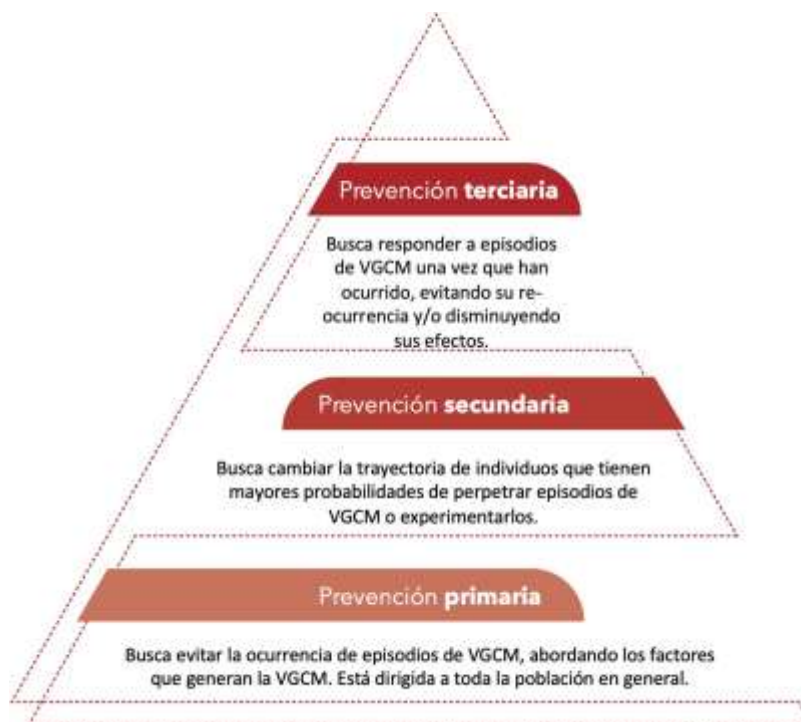 Prevención terciaria
Busca responder a episodios
de VGCM una vez que han
ocurrido, evitando su re-
ocurrencia y/o disminuyendo
sus efectos.
Prevención secundaria
Busca cambiar la trayectoria de individuos que tienen
mayores probabilidades de perpetrar episodios de
VGCM o experimentarlos.
Prevención primaria
Busca evitar la ocurrencia de episodios de VGCM, abordando los factores
que generan la VGCM. Está dirigida a toda la población en general.